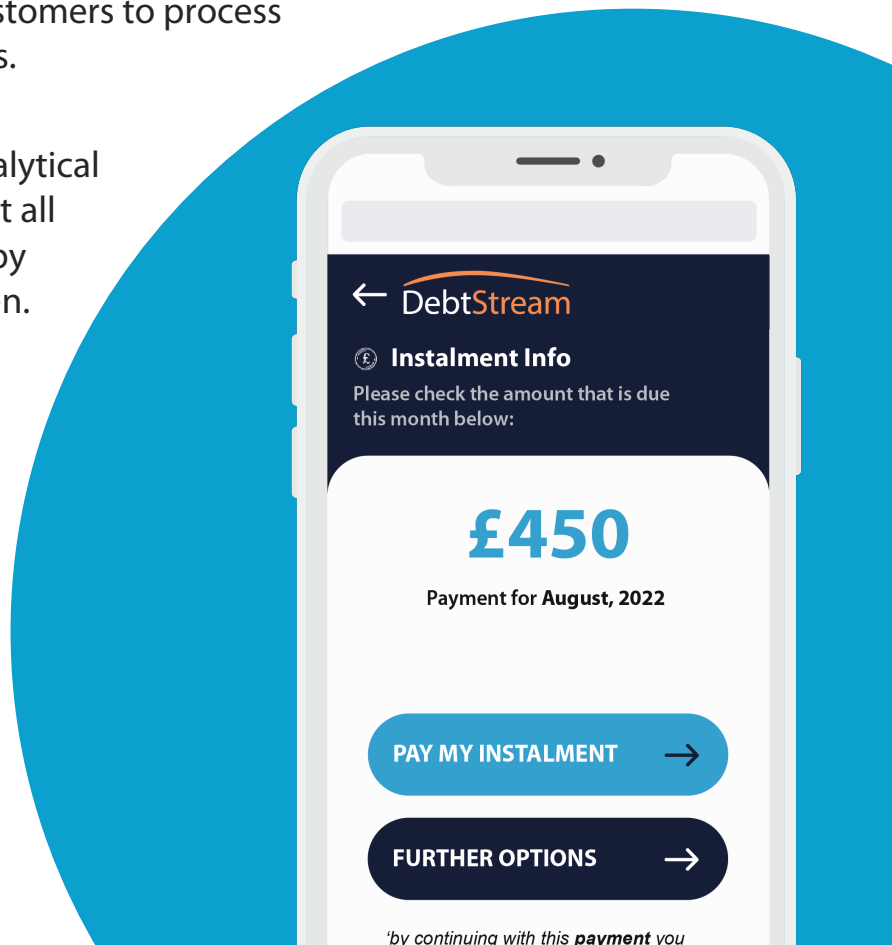 stomers to process
s.
alytical
t all
by
n.
DebtStream
£ Instalment Info
Please check the amount that is due
this month below:
£450
Payment for August, 2022
PAY MY INSTALMENT
FURTHER OPTIONS
‘by continuing with this payment you